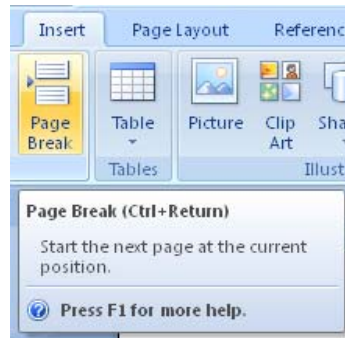 Insert Page Layout Referenc
Page Break Table Picture Clip Art Sha
Tables Illust
Page Break (Ctrl+Return)
Start the next page at the current
position.
Press F1 for more help.